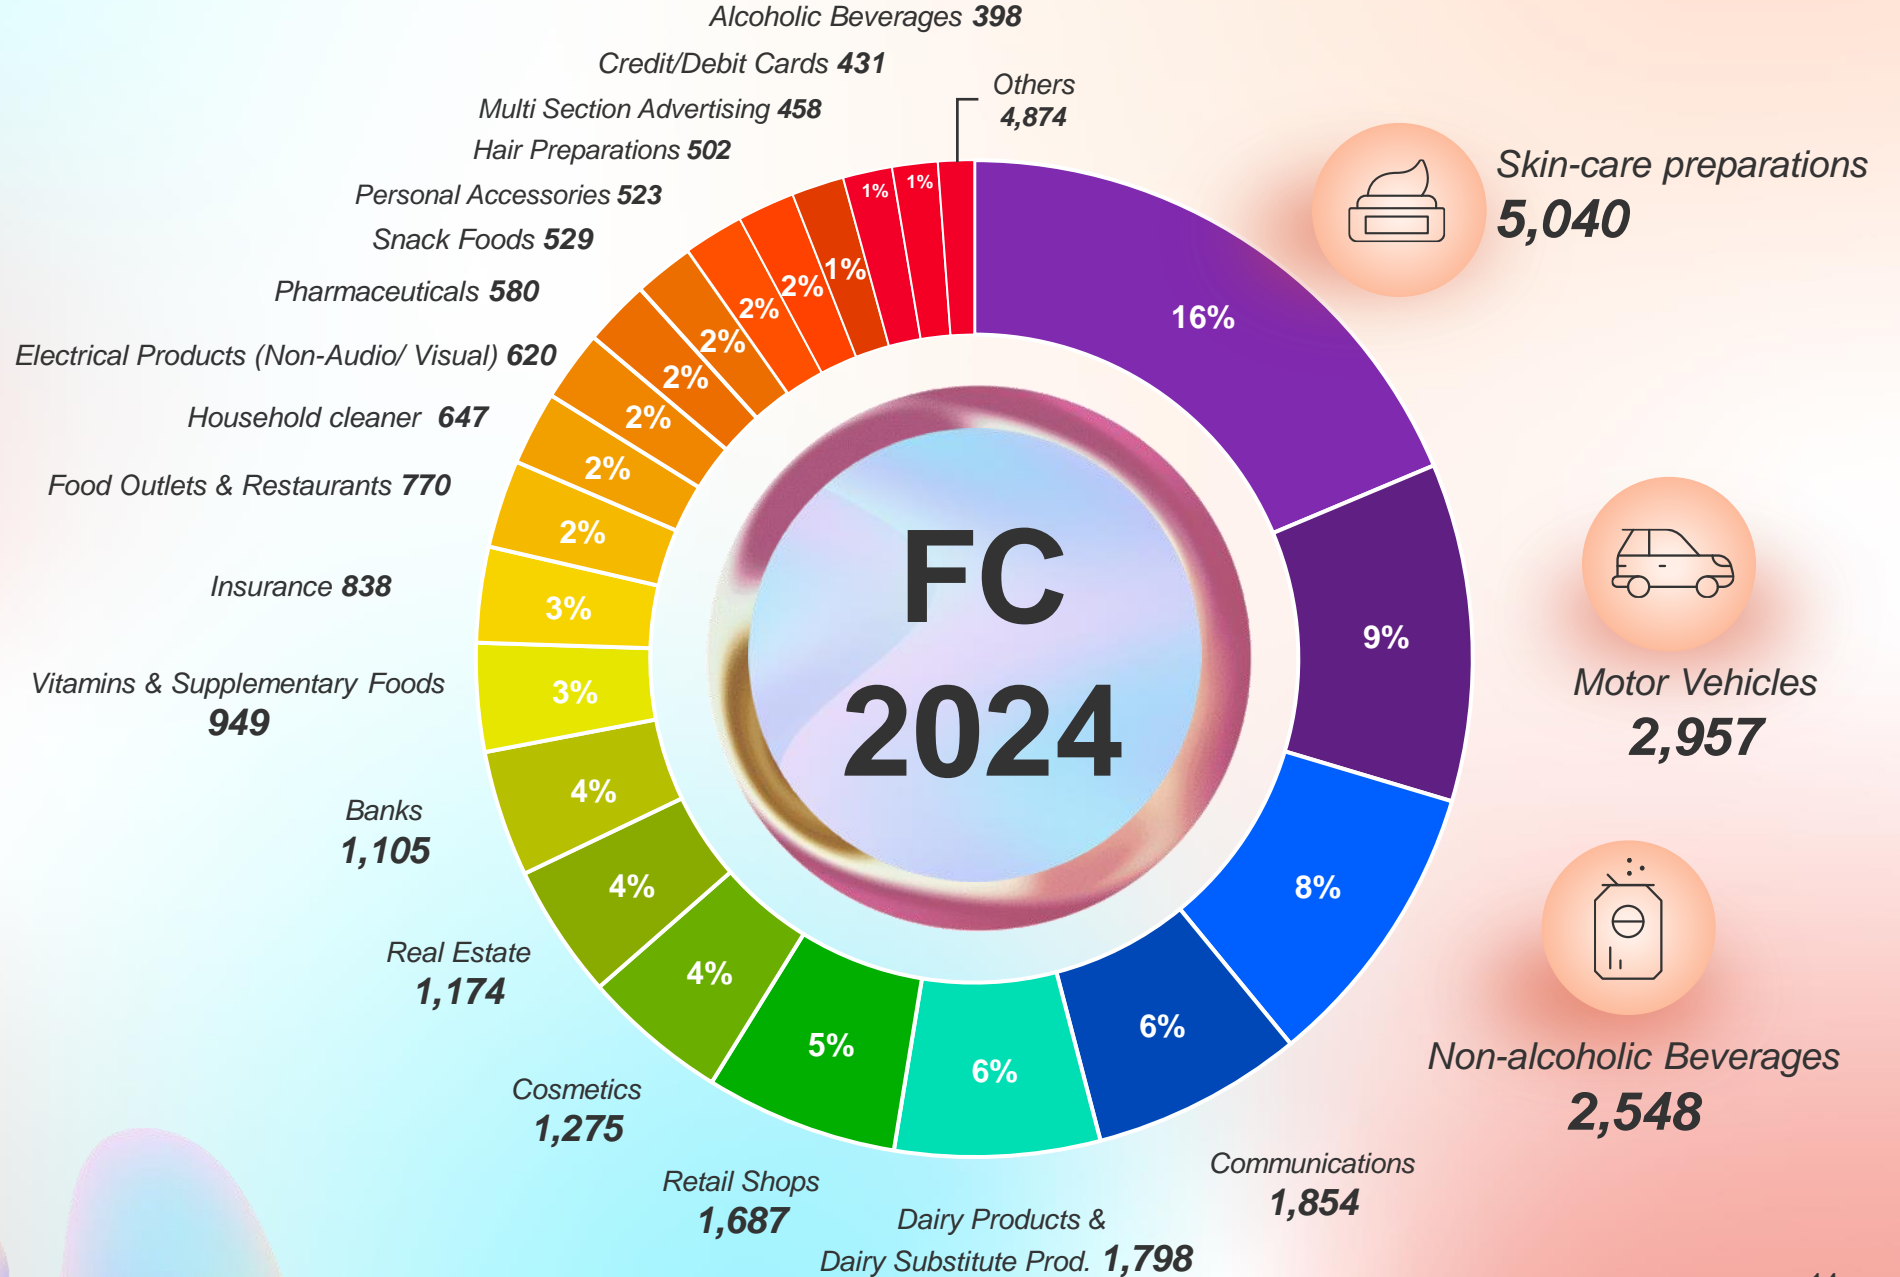 Alcoholic Beverages 398
Credit/Debit Cards 431
Others
4,874
Multi Section Advertising 458
Hair Preparations 502
Personal Accessories 523
Snack Foods 529
Pharmaceuticals 580
Electrical Products (Non-Audio/ Visual) 620
Household cleaner 647
Food Outlets & Restaurants 770
Insurance 838
Vitamins & Supplementary Foods
949
Banks
1,105
Real Estate
1,174
Cosmetics
1,275
Retail Shops
1,687
Dairy Products &
Dairy Substitute Prod. 1,798
Communications
1,854
Non-alcoholic Beverages
2,548
Motor Vehicles
2,957
Skin-care preparations
5,040
16%
9%
8%
6%
6%
5%
4%
4%
4%
3%
3%
2%
2%
2%
2%
2%
2%
2%
1%
1%
1%
FC
2024